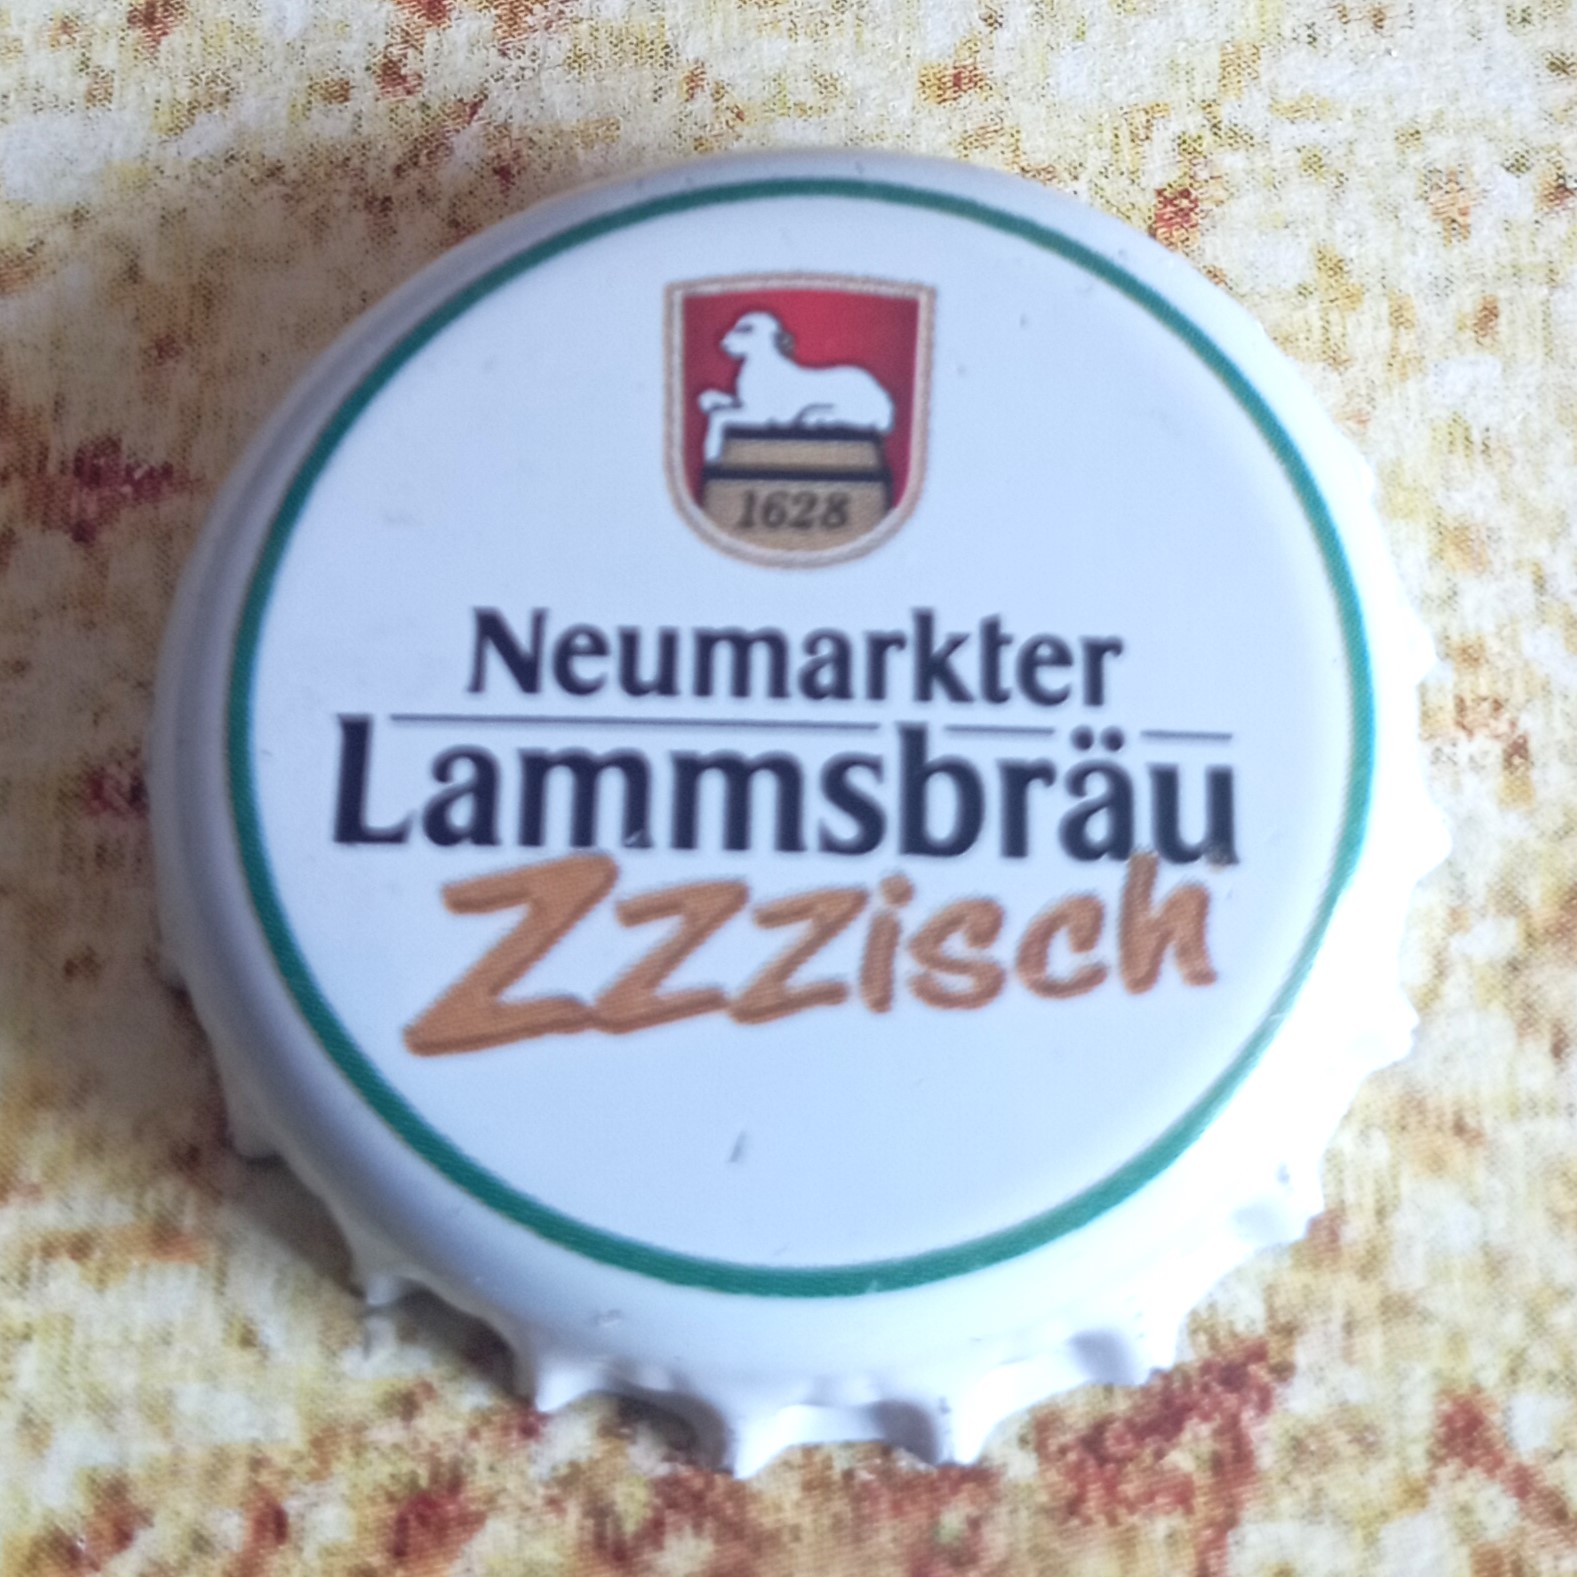 1628
Neumarkter
Lammsbräu
Zzzisch